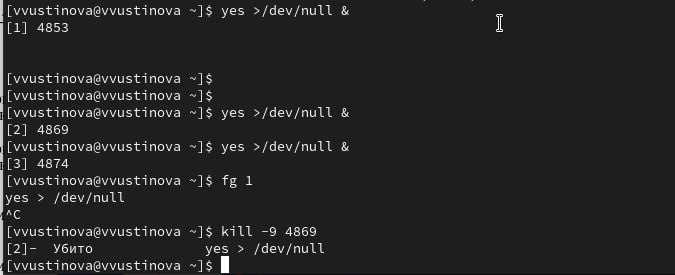 [vvustinova@vvustinova ~]$ yes >/dev/null &
[1] 4853
[vvustinova@vvustinova ~]$
[vvustinova@vvustinova ~]$
[vvustinova@vvustinova ~]$ yes >/dev/null &
[2] 4869
[vvustinova@vvustinova ~]$ yes >/dev/null &
[3] 4874
[vvustinova@vvustinova ~]$ fg 1
yes > /dev/null
^C
[vvustinova@vvustinova ~]$ kill -9 4869
[2]-  Убито              yes > /dev/null
[vvustinova@vvustinova ~]$